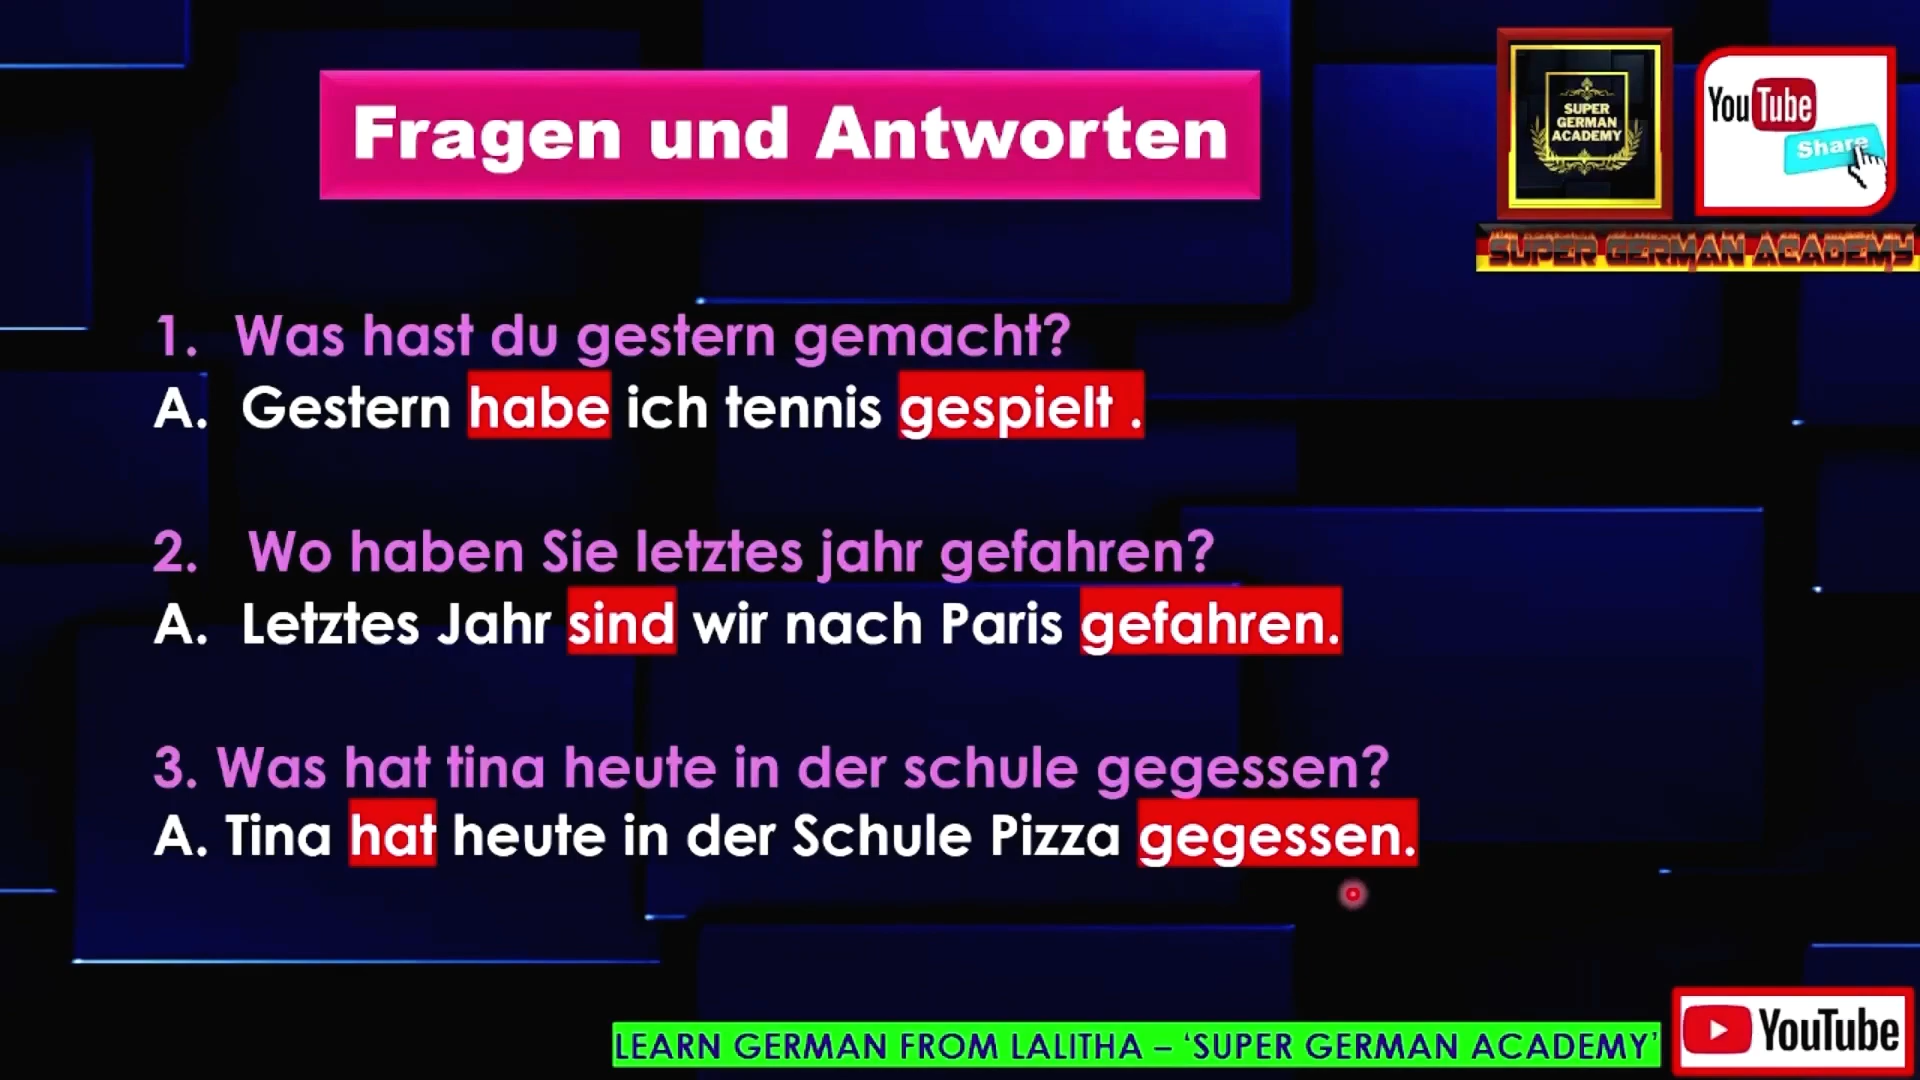 Fragen und Antworten
SUPER
GERMAN
ACADEMY
YouTube
Share
SUPER GERMAN ACADEMY
1. Was hast du gestern gemacht?
A. Gestern habe ich tennis gespielt .
2. Wo haben Sie letztes jahr gefahren?
A. Letztes Jahr sind wir nach Paris gefahren.
3. Was hat tina heute in der schule gegessen?
A. Tina hat heute in der Schule Pizza gegessen.
LEARN GERMAN FROM LALITHA – ‘SUPER GERMAN ACADEMY’
YouTube